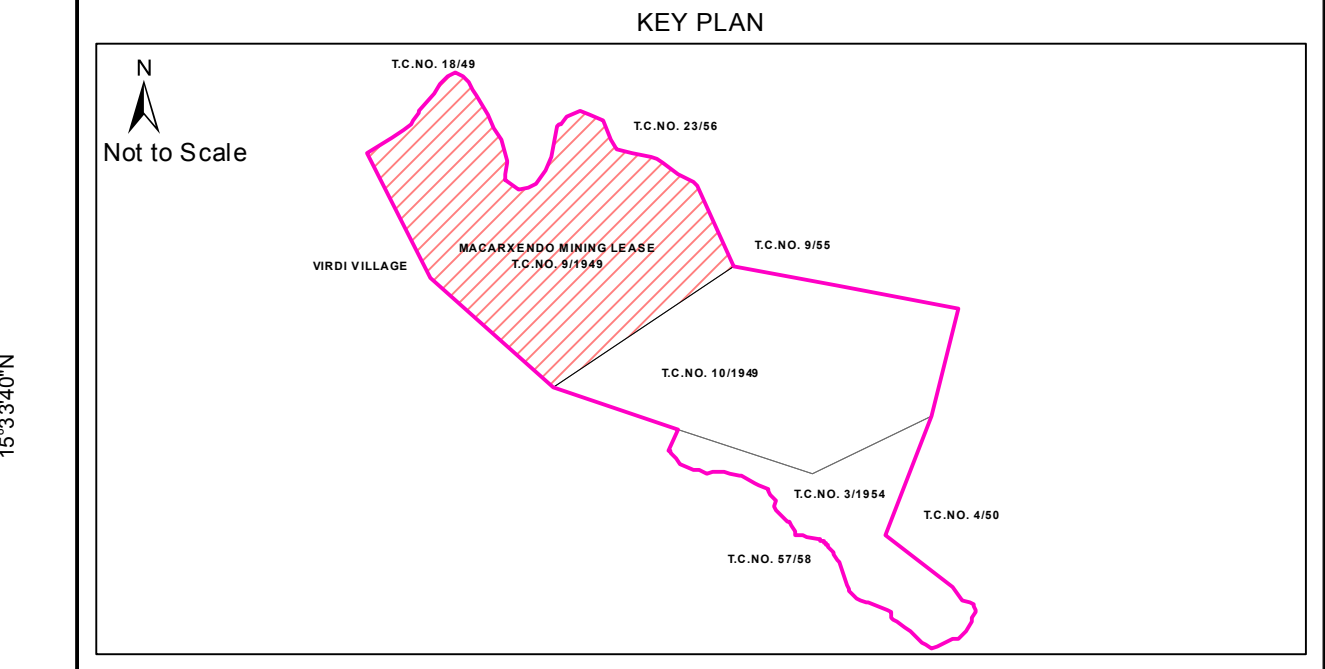 KEY PLAN
T.C.NO. 18/49
N
Not to Scale
T.C.NO. 23/56
T.C.NO. 9/55
MACARXENDO MINING LEASE
T.C.NO. 9/1949
VIRDI VILLAGE
T.C.NO. 10/1949
15°33'40"N
T.C.NO. 3/1954
T.C.NO. 4/50
T.C.NO. 57/58